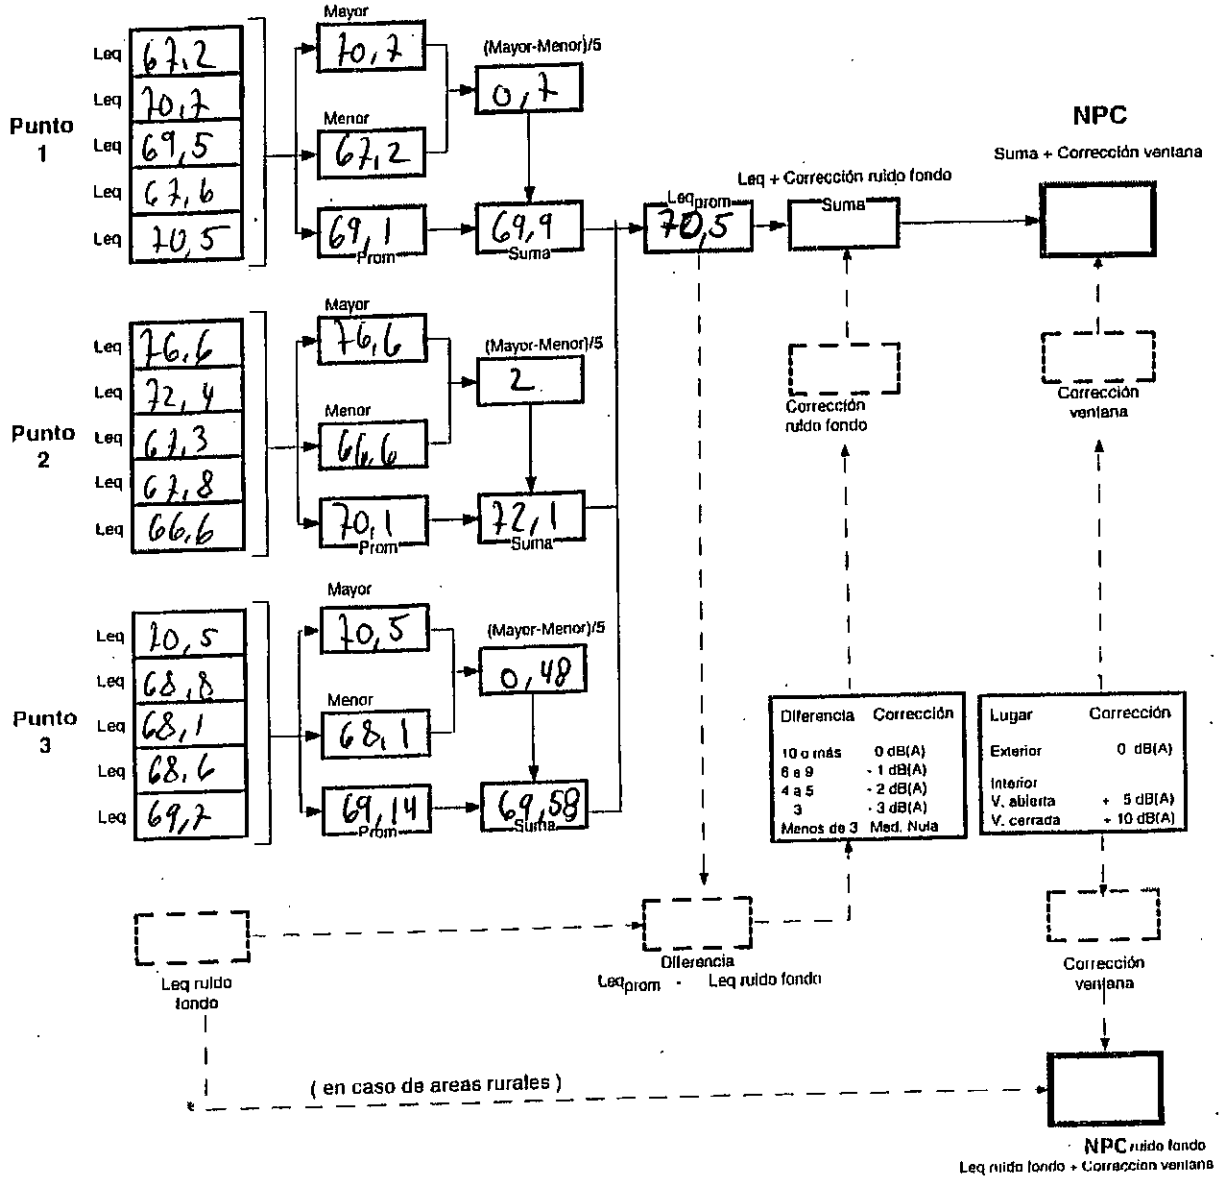 Punto 1
Leq 67,2
Leq 70,7
Leq 69,5
Leq 67,6
Leq 70,5
Mayor
70,7
Menor
67,2
69,1
Prom
(Mayor-Menor)/5
0,7
69,9
Suma
Leqprom
70,5
Leq + Corrección ruido fondo
Suma
NPC
Suma + Corrección ventana
Corrección
ruido fondo
Corrección
ventana
Punto 2
Leq 76,6
Leq 72,4
Leq 67,3
Leq 67,8
Leq 66,6
Mayor
76,6
Menor
66,6
70,1
Prom
(Mayor-Menor)/5
2
72,1
Suma
Punto 3
Leq 70,5
Leq 68,8
Leq 68,1
Leq 68,6
Leq 69,7
Mayor
70,5
Menor
68,1
69,14
Prom
(Mayor-Menor)/5
0,48
69,58
Suma
Diferencia Corrección
10 o más 0 dB(A)
6 a 9 - 1 dB(A)
4 a 5 - 2 dB(A)
3 - 3 dB(A)
Menos de 3 Med. Nula
Lugar Corrección
Exterior 0 dB(A)
Interior
V. abierta + 5 dB(A)
V. cerrada + 10 dB(A)
Leq ruido
fondo
Diferencia
Leqprom - Leq ruido fondo
Corrección
ventana
( en caso de areas rurales )
NPC ruido fondo
Leq ruido fondo + Correccion ventana